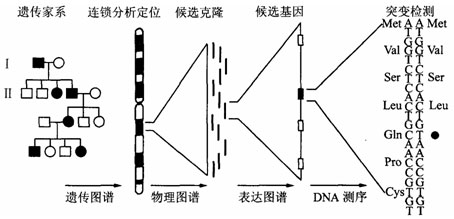 遗传家系 连锁分析定位 候选克隆 候选基因 突变检测
I
II
Met Met
Val Val
Ser Ser
Leu Leu
Gln
Pro
Cys
遗传图谱 物理图谱 表达图谱 DNA 测序